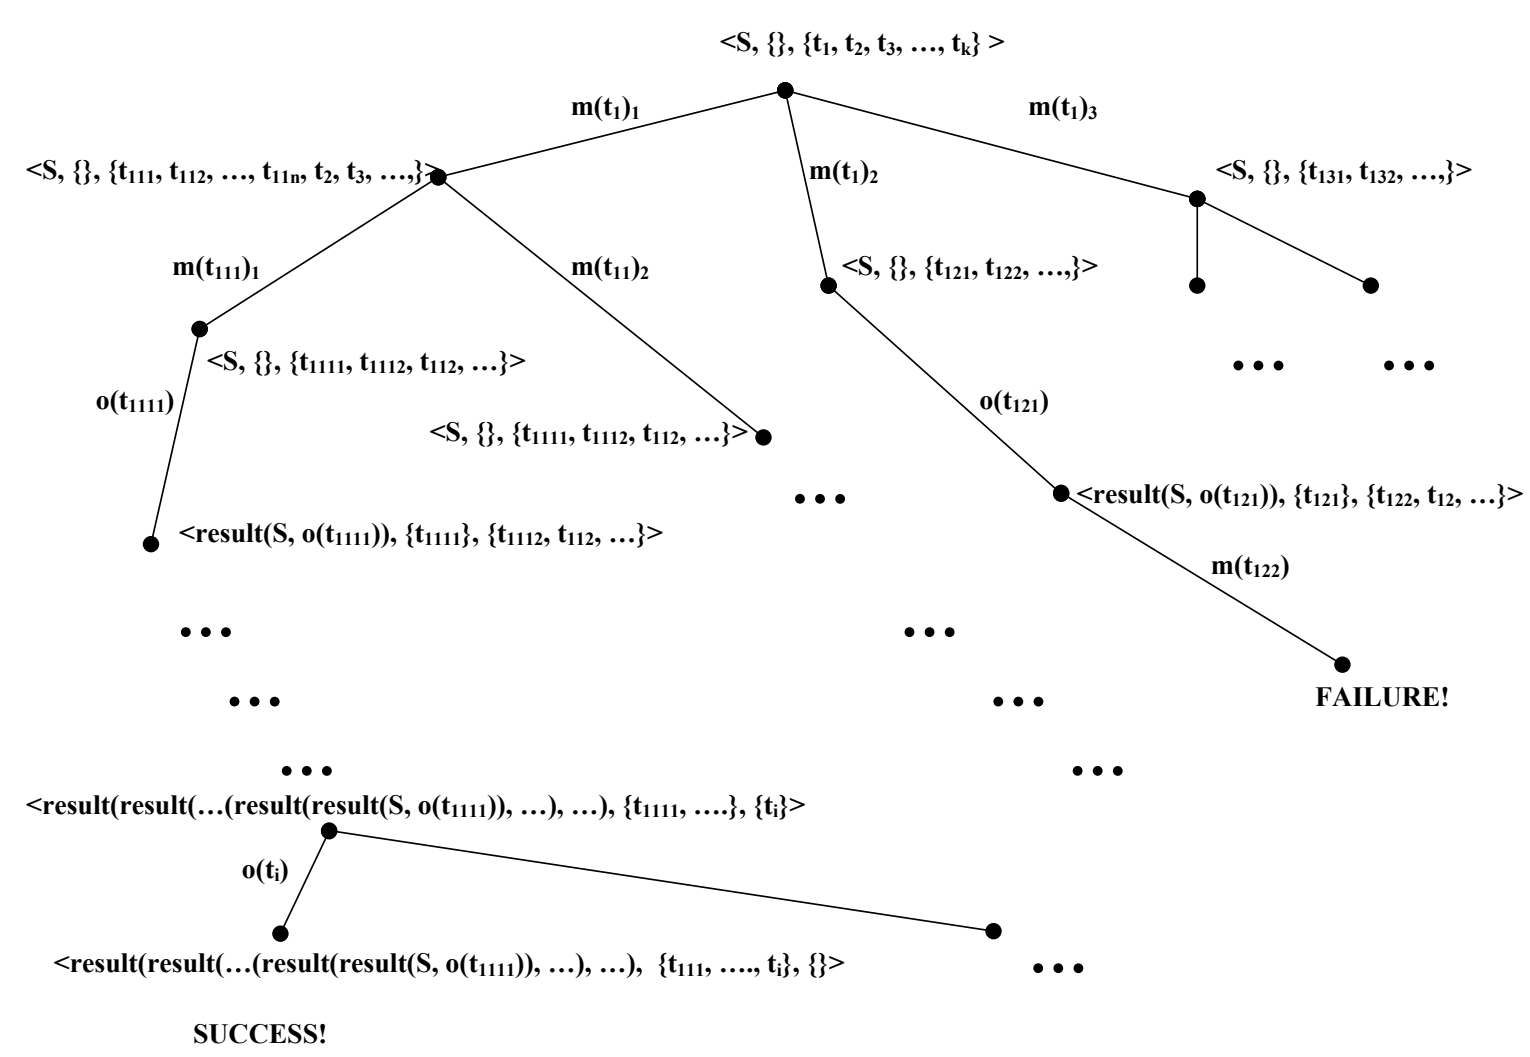 <S, {}, {t₁, t₂, t₃, …, tₖ} >
m(t₁)₁
m(t₁)₃
<S, {}, {t₁₁₁, t₁₁₂, …, t₁₁ₙ, t₂, t₃, …,}>
m(t₁)₂
<S, {}, {t₁₃₁, t₁₃₂, …,}>
m(t₁₁₁)₁
m(t₁₁)₂
<S, {}, {t₁₂₁, t₁₂₂, …,}>
<S, {}, {t₁₁₁₁, t₁₁₁₂, t₁₁₂, …}>
• • •
• • •
o(t₁₁₁₁)
o(t₁₂₁)
<S, {}, {t₁₁₁₁, t₁₁₁₂, t₁₁₂, …}>
• • •
<result(S, o(t₁₂₁)), {t₁₂₁}, {t₁₂₂, t₁₂, …}>
<result(S, o(t₁₁₁₁)), {t₁₁₁₁}, {t₁₁₁₂, t₁₁₂, …}>
m(t₁₂₂)
• • •
• • •
FAILURE!
• • •
• • •
• • •
• • •
<result(result(…(result(result(S, o(t₁₁₁₁)), …), …), {t₁₁₁₁, ….}, {tᵢ}>
o(tᵢ)
<result(result(…(result(result(S, o(t₁₁₁₁)), …), …), {t₁₁₁, …., tᵢ}, {}>
• • •
SUCCESS!